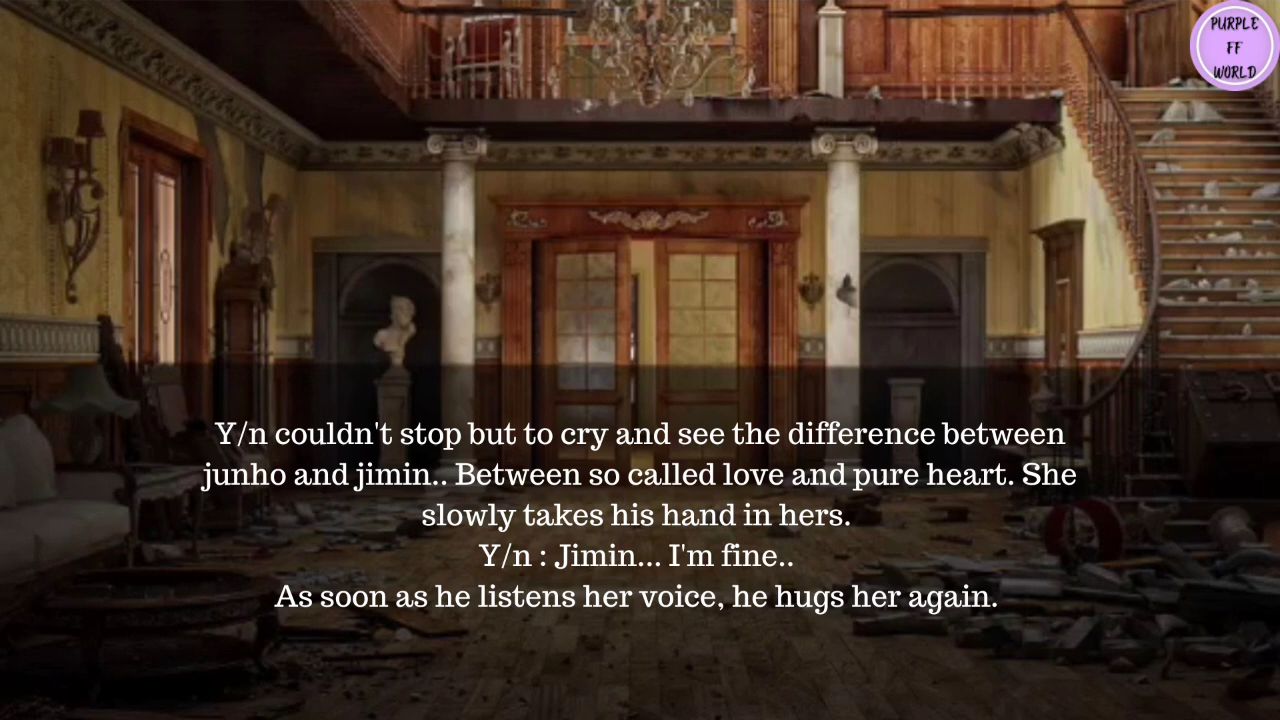 PURPLE
FF
WORLD
Y/n couldn't stop but to cry and see the difference between
junho and jimin.. Between so called love and pure heart. She
slowly takes his hand in hers.
Y/n : Jimin... I'm fine..
As soon as he listens her voice, he hugs her again.